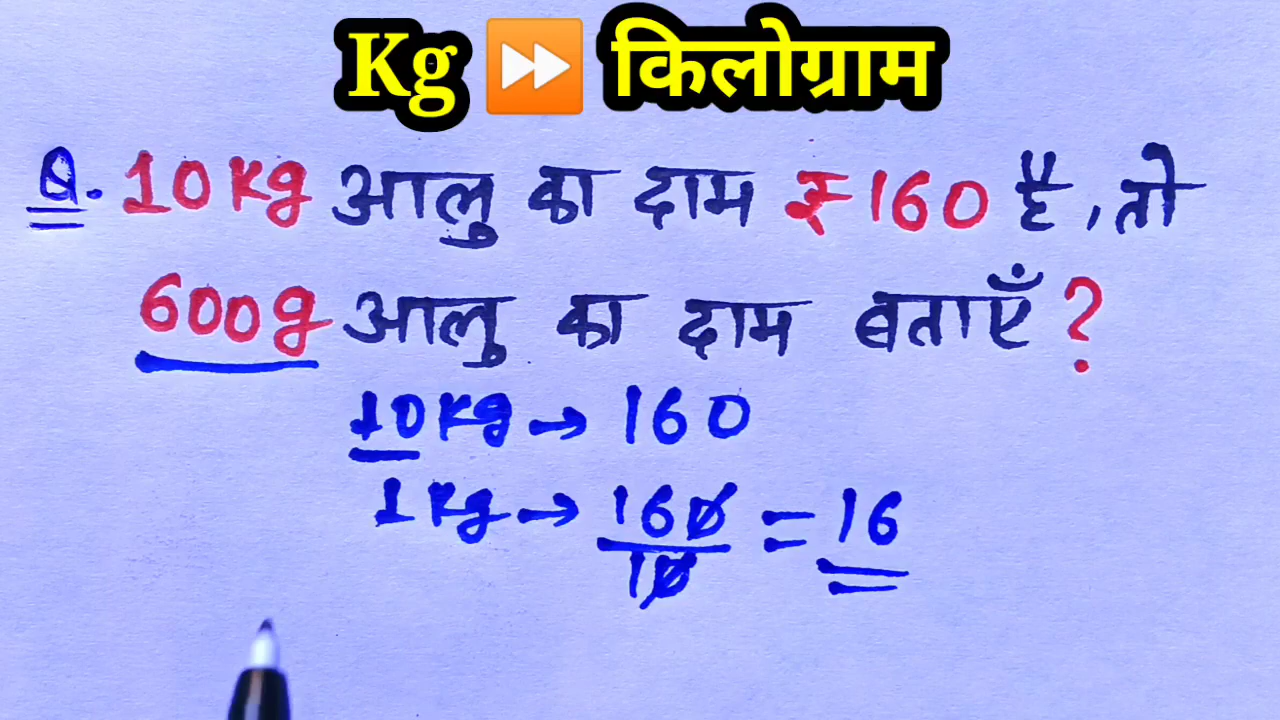 Kg ⏩ किलोग्राम
Q. 10Kg आलु का दाम ₹160 है, तो
600g आलु का दाम बताएँ?
10Kg → 160
1Kg → 160/10 = 16